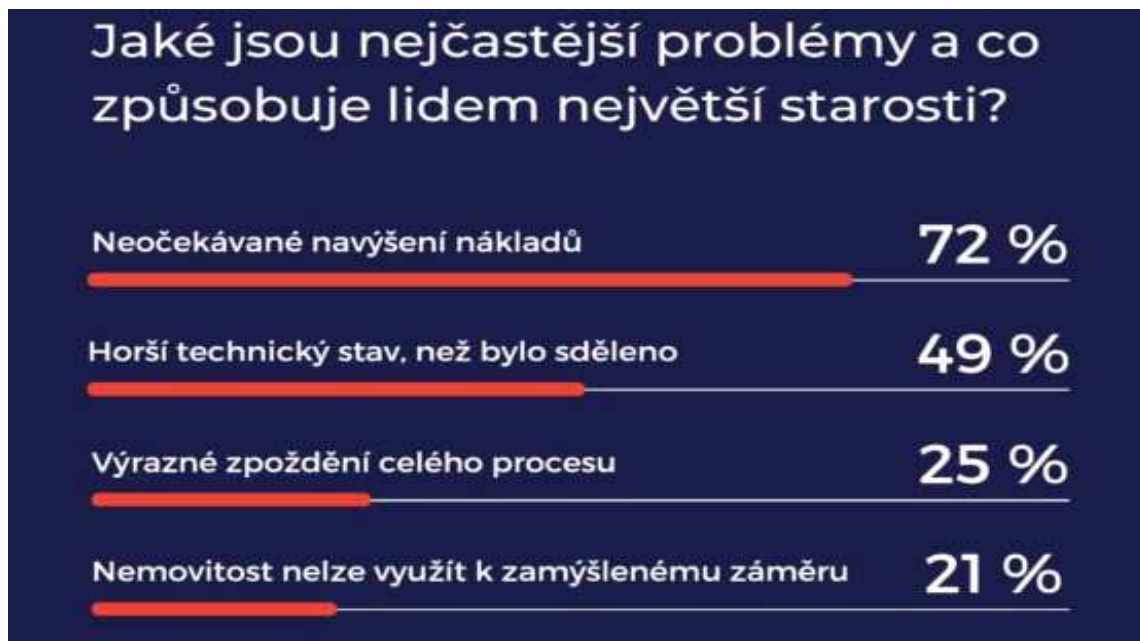 Jaké jsou nejčastější problémy a co
způsobuje lidem největší starosti?
Neočekávané navýšení nákladů 72 %
Horší technický stav, než bylo sděleno 49 %
Výrazné zpoždění celého procesu 25 %
Nemovitost nelze využít k zamýšlenému záměru 21 %